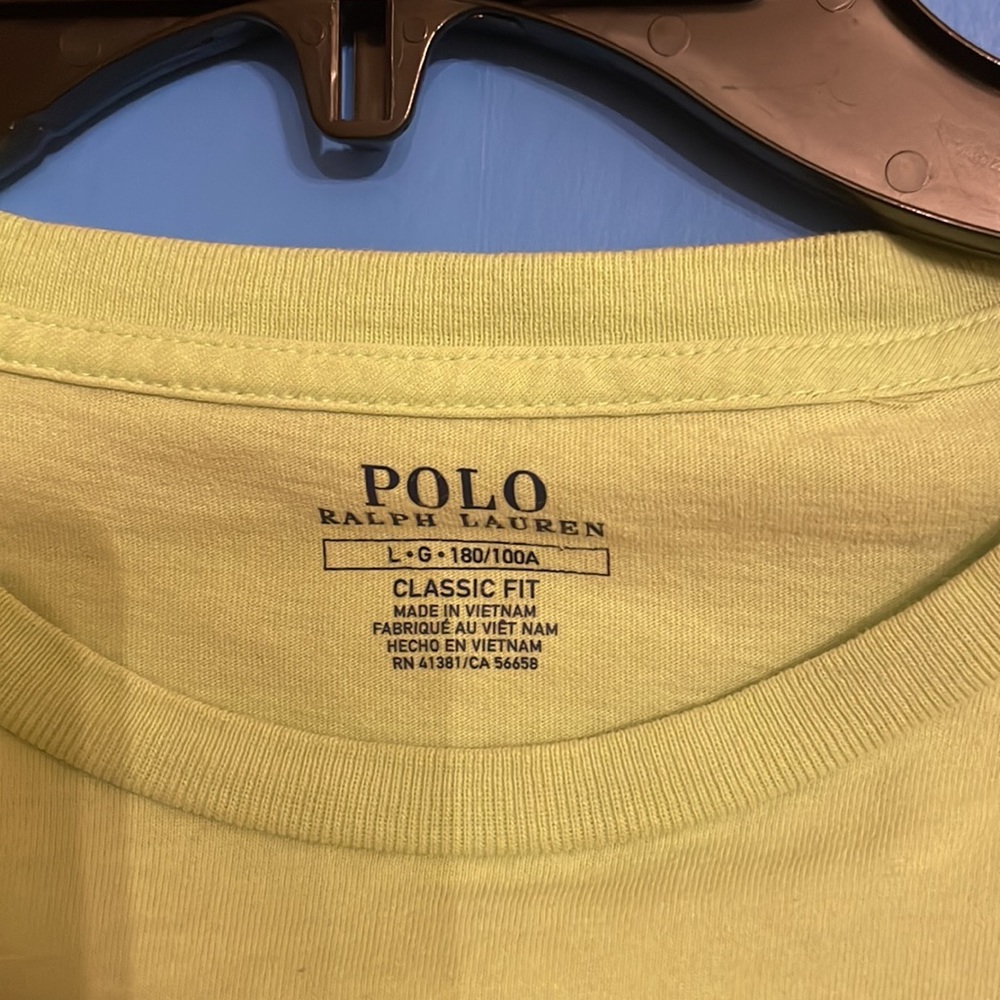 POLO
RALPH LAUREN
L•G•180/100A
CLASSIC FIT
MADE IN VIETNAM
FABRIQUÉ AU VIÊT NAM
HECHO EN VIETNAM
RN 41381/CA 56658